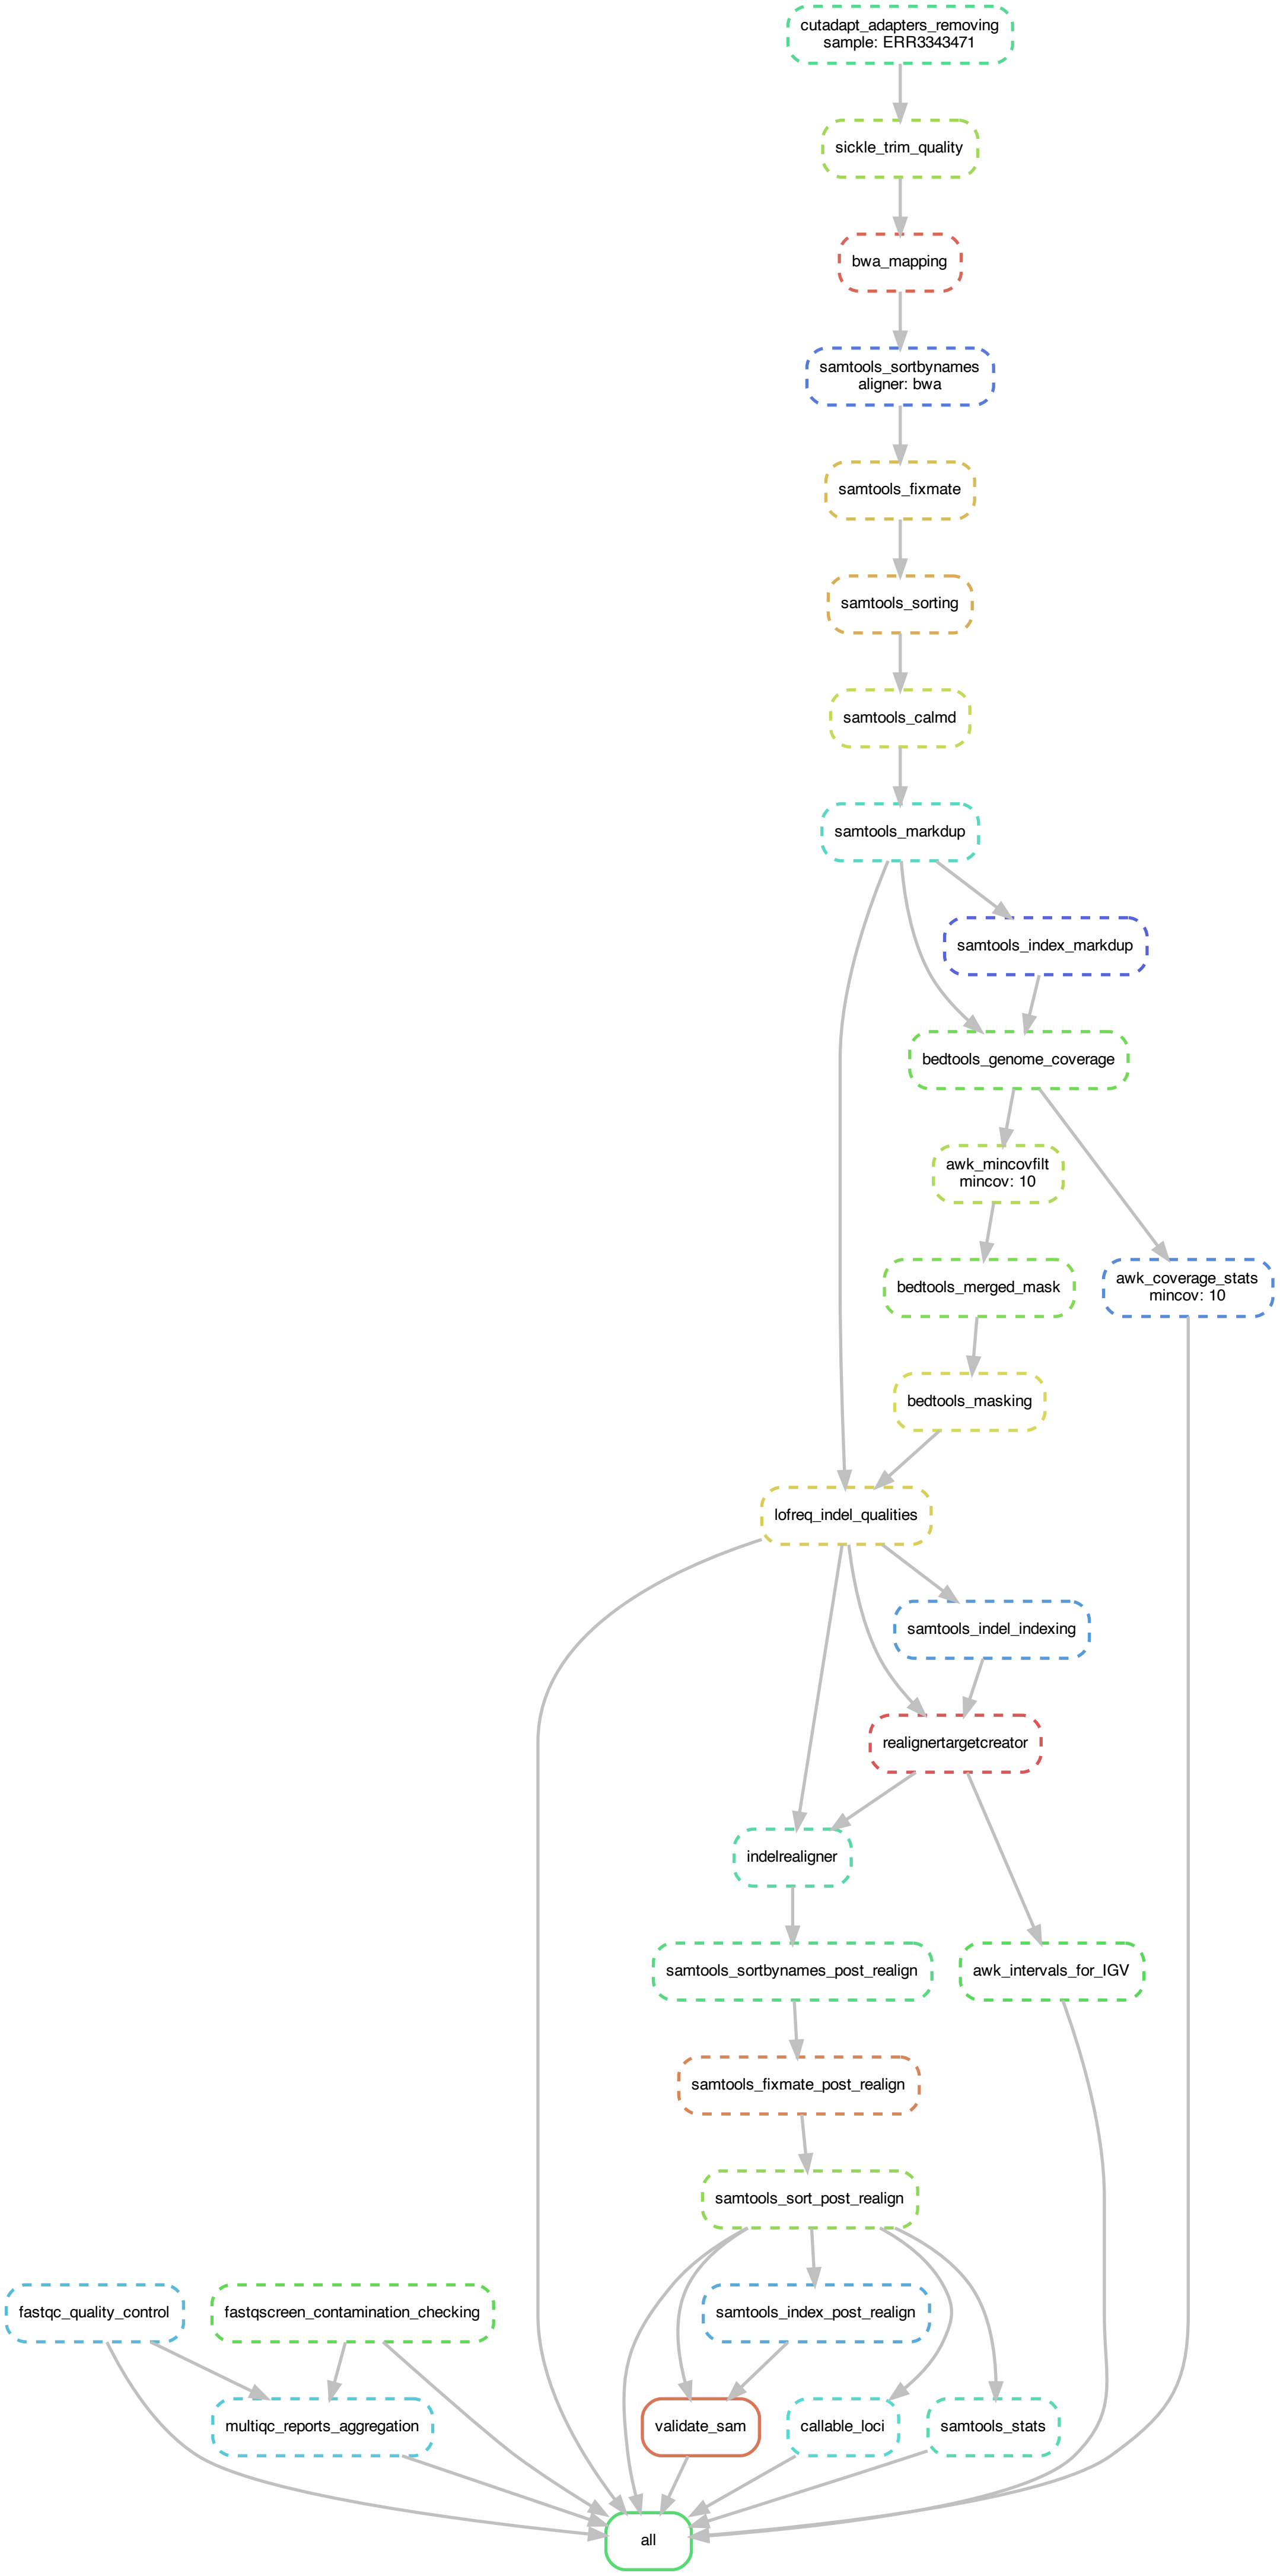 cutadapt_adapters_removing
sample: ERR3343471
sickle_trim_quality
bwa_mapping
samtools_sortbynames
aligner: bwa
samtools_fixmate
samtools_sorting
samtools_calmd
samtools_markdup
samtools_index_markdup
bedtools_genome_coverage
awk_mincovfilt
mincov: 10
bedtools_merged_mask
awk_coverage_stats
mincov: 10
bedtools_masking
lofreq_indel_qualities
samtools_indel_indexing
realignertargetcreator
indelrealigner
samtools_sortbynames_post_realign
awk_intervals_for_IGV
samtools_fixmate_post_realign
samtools_sort_post_realign
fastqc_quality_control
fastqscreen_contamination_checking
samtools_index_post_realign
multiqc_reports_aggregation
validate_sam
callable_loci
samtools_stats
all